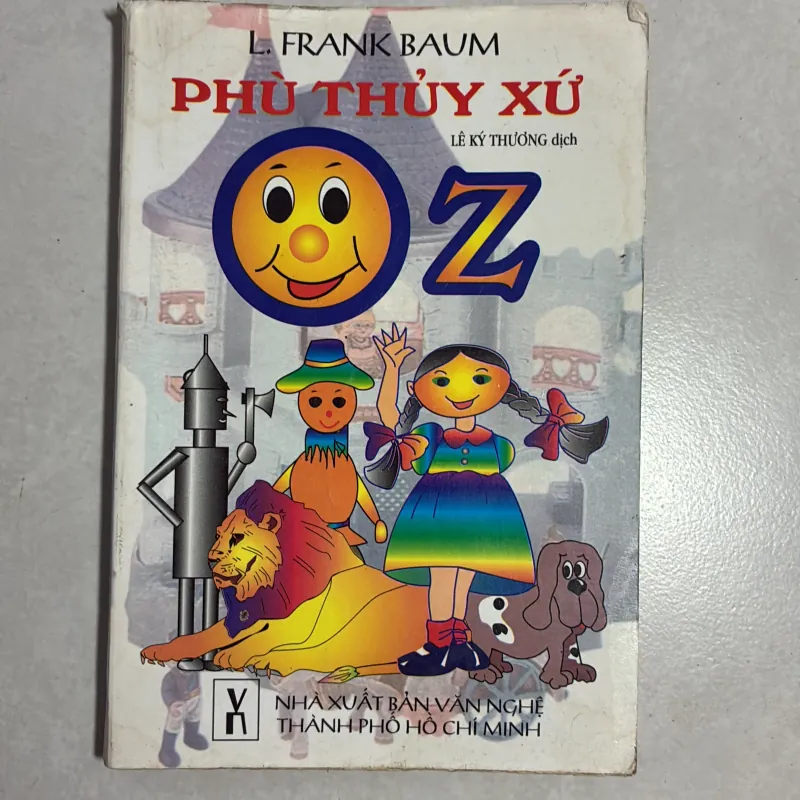 L. FRANK BAUM
PHÙ THỦY XỨ
LÊ KÝ THƯƠNG dịch
OZ
VN
NHÀ XUẤT BẢN VĂN NGHỆ
THÀNH PHỐ HỒ CHÍ MINH